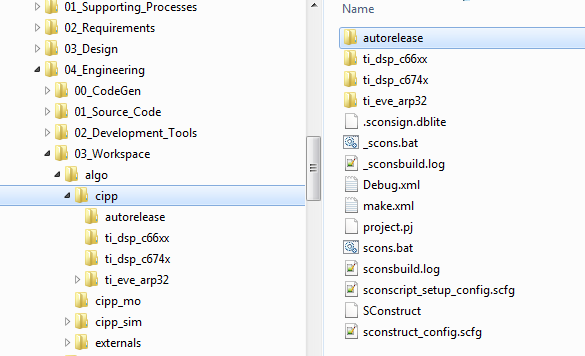 01_Supporting_Processes
02_Requirements
03_Design
04_Engineering
00_CodeGen
01_Source_Code
02_Development_Tools
03_Workspace
algo
cipp
autorelease
ti_dsp_c66xx
ti_dsp_c674x
ti_eve_arp32
cipp_mo
cipp_sim
externals
Name
autorelease
ti_dsp_c66xx
ti_dsp_c674x
ti_eve_arp32
.sconsign.dblite
_scons.bat
_sconsbuild.log
Debug.xml
make.xml
project.pj
scons.bat
sconsbuild.log
sconscript_setup_config.scfg
SConstruct
sconstruct_config.scfg